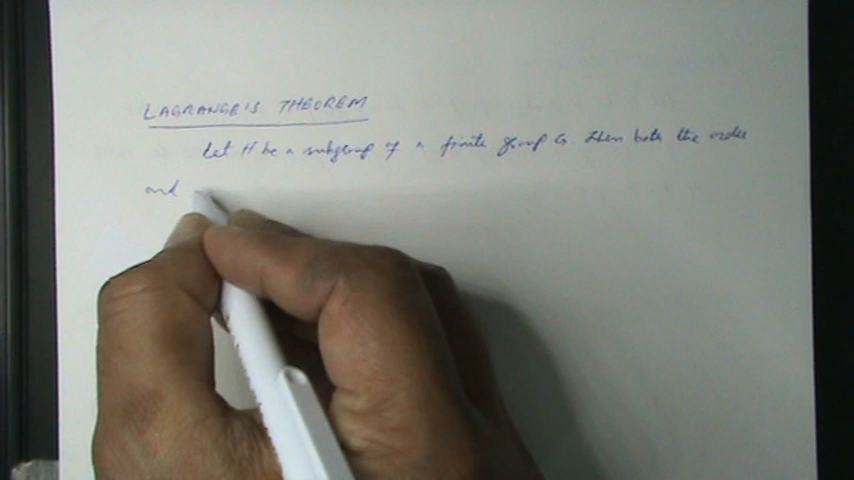 LAGRANGE'S THEOREM
Let H be a subgroup of a finite group G. Then both the order
and